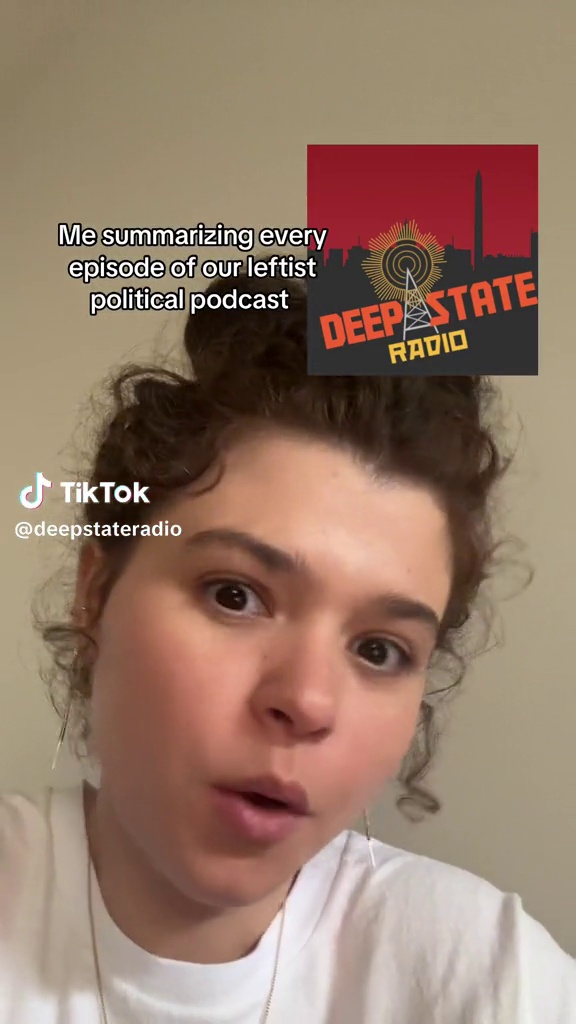 Me summarizing every
episode of our leftist
political podcast
DEEP STATE
RADIO
TikTok
@deepstateradio